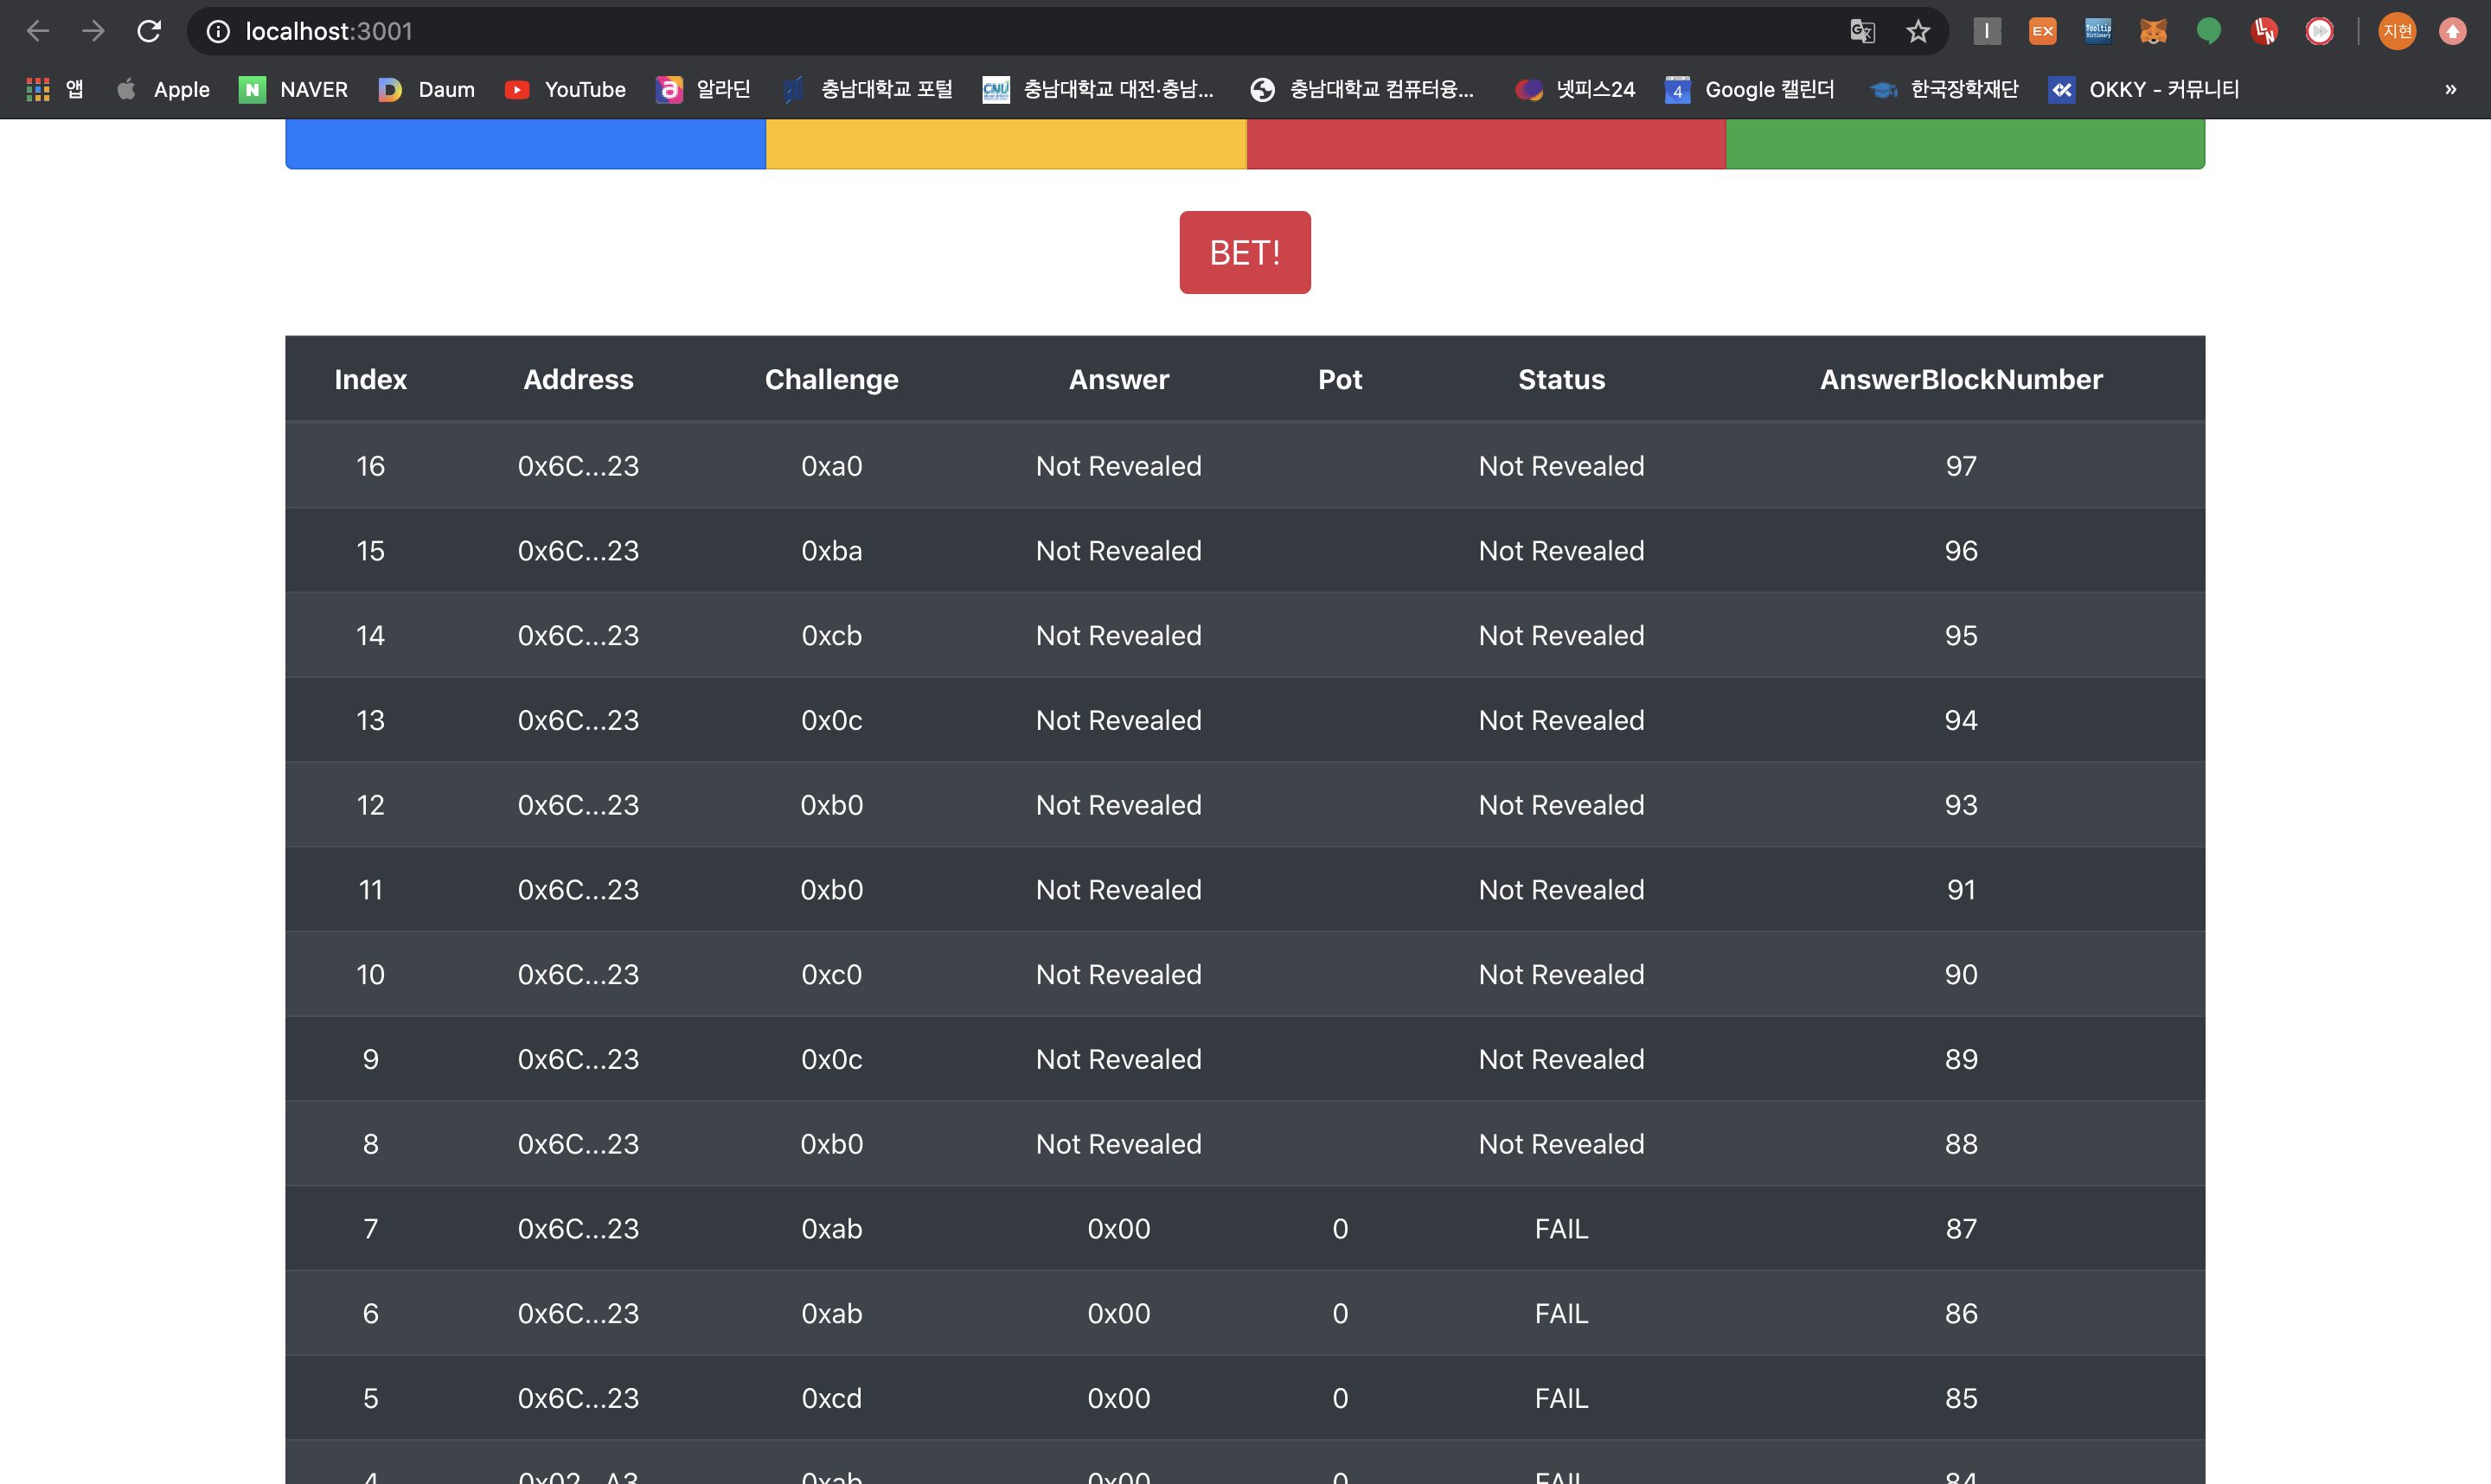 localhost:3001
지현
앱 Apple NAVER Daum YouTube 알라딘 충남대학교 포털 충남대학교 대전·충남... 충남대학교 컴퓨터융... 넷피스24 Google 캘린더 한국장학재단 OKKY - 커뮤니티 »
BET!
Index Address Challenge Answer Pot Status AnswerBlockNumber
16 0x6C...23 0xa0 Not Revealed Not Revealed 97
15 0x6C...23 0xba Not Revealed Not Revealed 96
14 0x6C...23 0xcb Not Revealed Not Revealed 95
13 0x6C...23 0x0c Not Revealed Not Revealed 94
12 0x6C...23 0xb0 Not Revealed Not Revealed 93
11 0x6C...23 0xb0 Not Revealed Not Revealed 91
10 0x6C...23 0xc0 Not Revealed Not Revealed 90
9 0x6C...23 0x0c Not Revealed Not Revealed 89
8 0x6C...23 0xb0 Not Revealed Not Revealed 88
7 0x6C...23 0xab 0x00 0 FAIL 87
6 0x6C...23 0xab 0x00 0 FAIL 86
5 0x6C...23 0xcd 0x00 0 FAIL 85
4 0x02...A3 0xab 0x00 0 FAIL 84